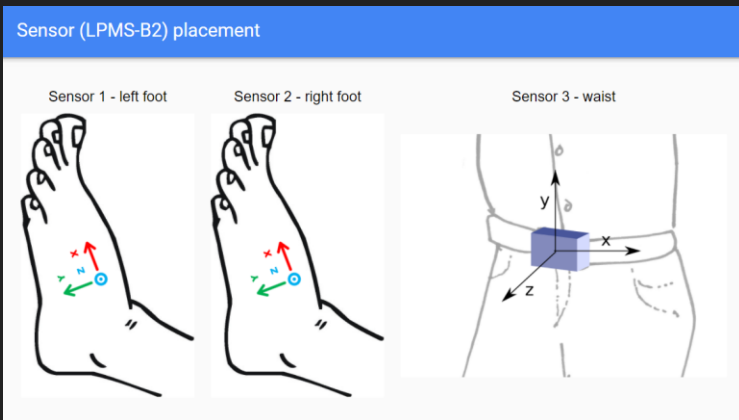 Sensor (LPMS-B2) placement
Sensor 1 - left foot
Sensor 2 - right foot
Sensor 3 - waist
X
Z
Y
X
Z
Y
y
x
z